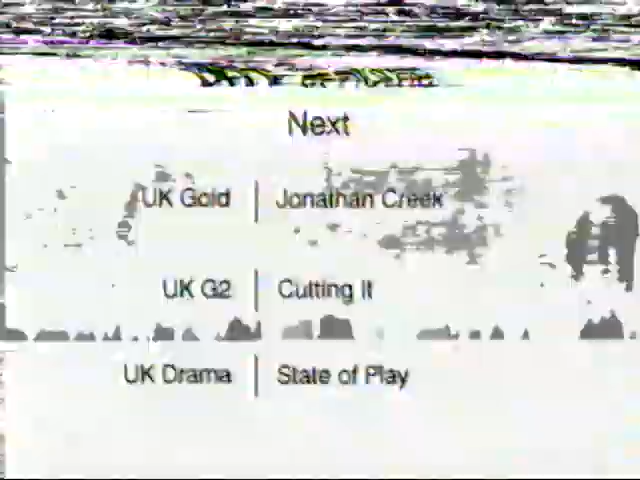 Next
UK Gold | Jonathan Creek
UK G2 | Cutting It
UK Drama | State of Play